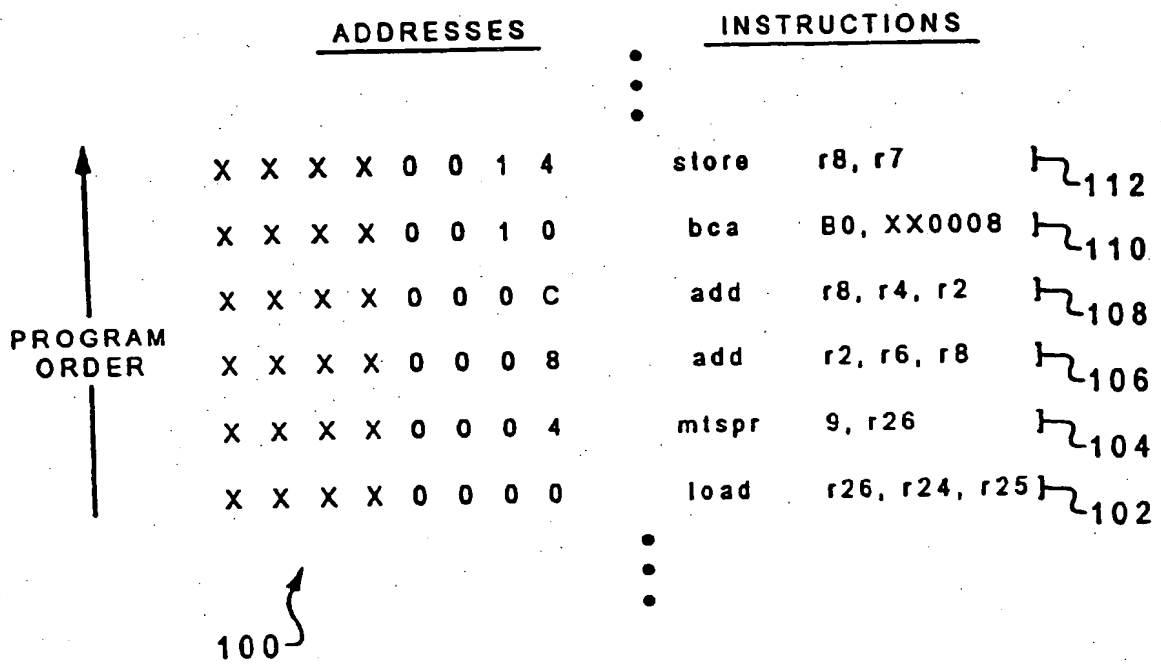 ADDRESSES INSTRUCTIONS
X X X X 0 0 1 4 store r8, r7 112
X X X X 0 0 1 0 bca B0, XX0008 110
X X X X 0 0 0 C add r8, r4, r2 108
PROGRAM
ORDER
X X X X 0 0 0 8 add r2, r6, r8 106
X X X X 0 0 0 4 mtspr 9, r26 104
X X X X 0 0 0 0 load r26, r24, r25 102
100